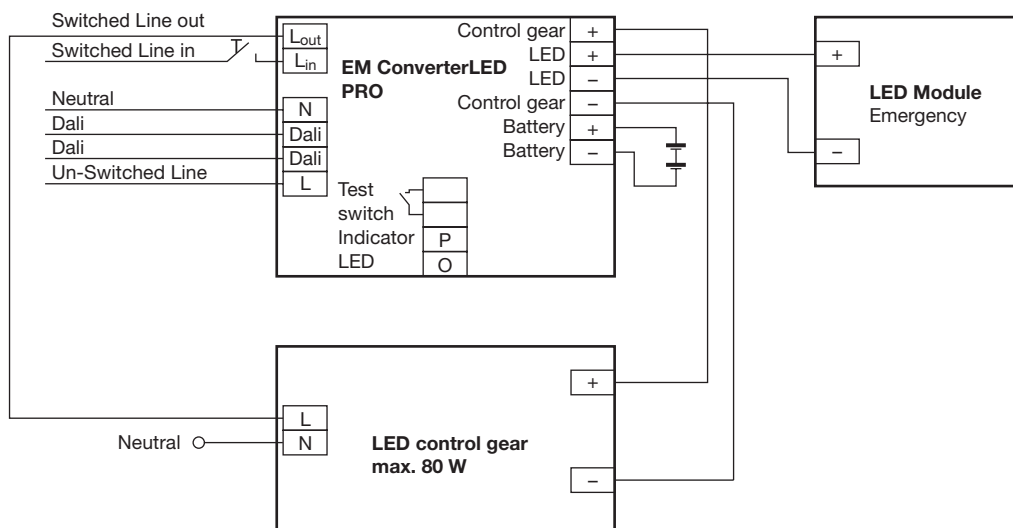 Switched Line out
Switched Line in
Neutral
Dali
Dali
Un-Switched Line
Lout
Lin
N
Dali
Dali
L
EM ConverterLED
PRO
Test
switch
Indicator
LED
P
O
Control gear +
LED +
LED −
Control gear −
Battery +
Battery −
+
−
LED Module
Emergency
L
N
Neutral
LED control gear
max. 80 W
+
−